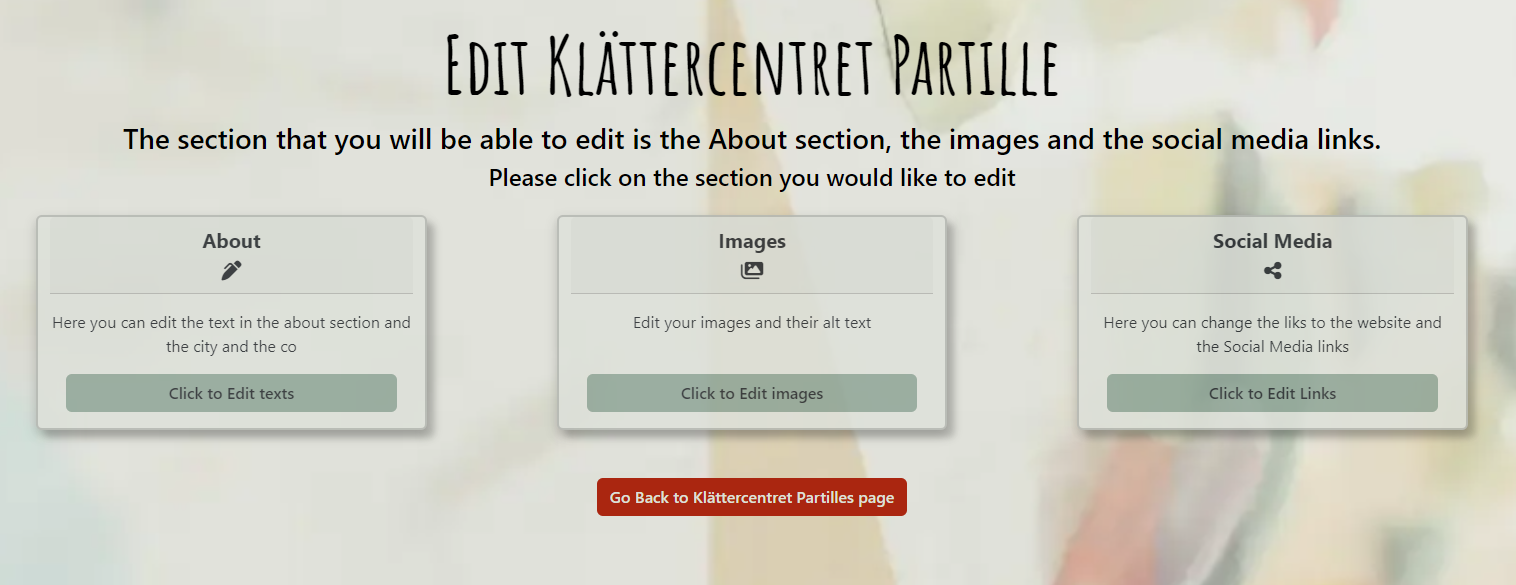 Edit Klättercentret Partille
The section that you will be able to edit is the About section, the images and the social media links.
Please click on the section you would like to edit
About
Here you can edit the text in the about section and
the city and the co
Click to Edit texts
Images
Edit your images and their alt text
Click to Edit images
Social Media
Here you can change the liks to the website and
the Social Media links
Click to Edit Links
Go Back to Klättercentret Partilles page